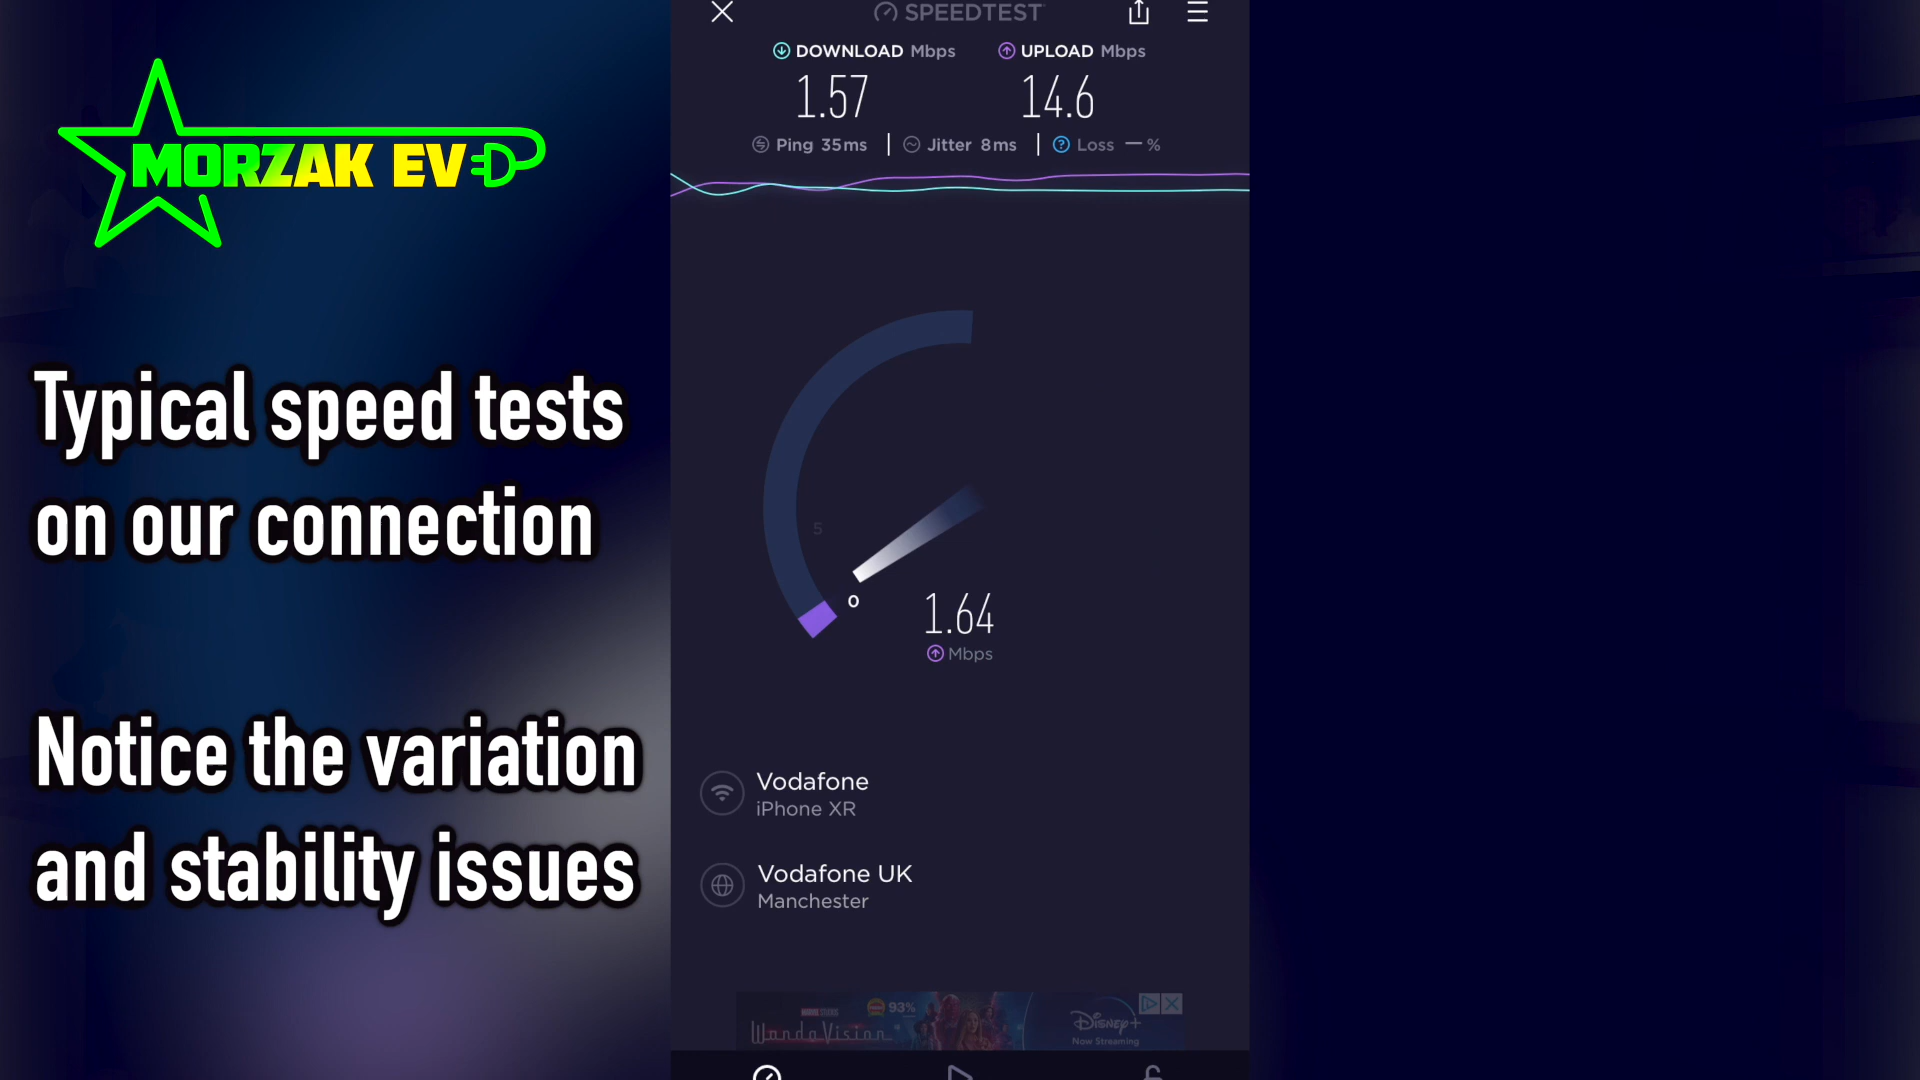 MORZAK EV
Typical speed tests
on our connection
Notice the variation
and stability issues
SPEEDTEST
DOWNLOAD Mbps
UPLOAD Mbps
1.57
14.6
Ping 35ms
Jitter 8ms
Loss — %
5
0
1.64
Mbps
Vodafone
iPhone XR
Vodafone UK
Manchester
MARVEL STUDIOS
93%
WandaVision
Disney+
Now Streaming